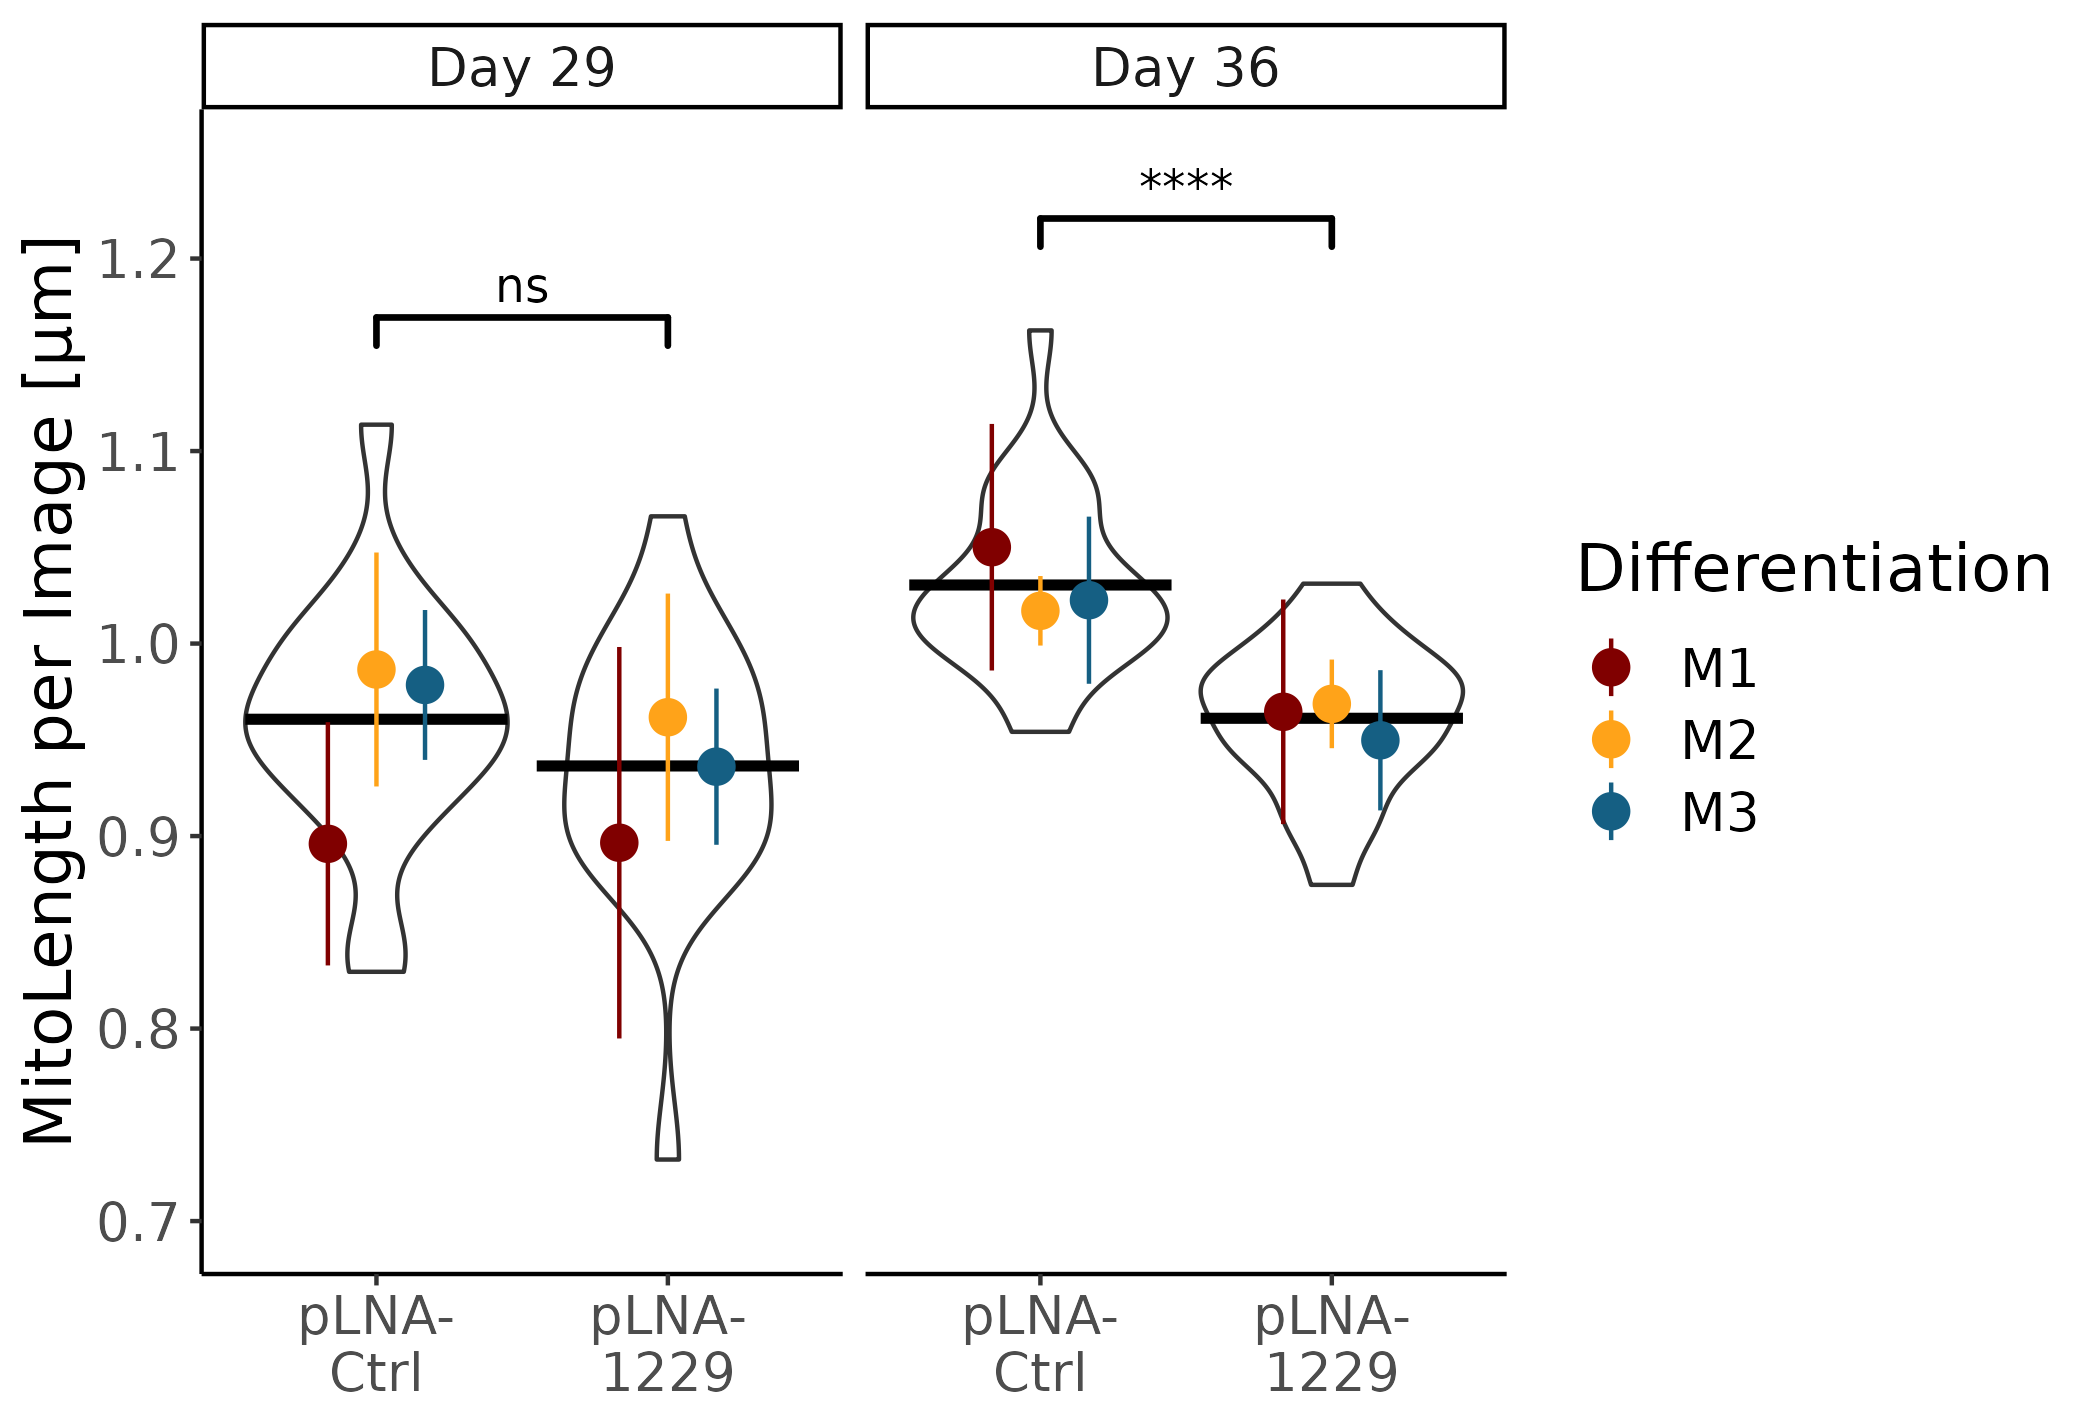 Day 29
Day 36
MitoLength per Image [µm]
1.2
1.1
1.0
0.9
0.8
0.7
ns
****
pLNA-
Ctrl
pLNA-
1229
pLNA-
Ctrl
pLNA-
1229
Differentiation
M1
M2
M3